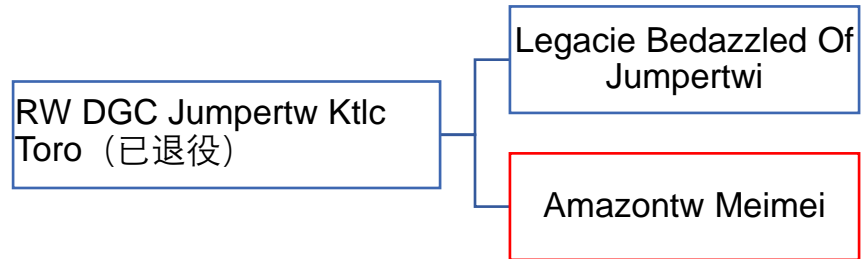 Legacie Bedazzled Of
Jumpertwi
RW DGC Jumpertw Ktlc
Toro（已退役）
Amazontw Meimei